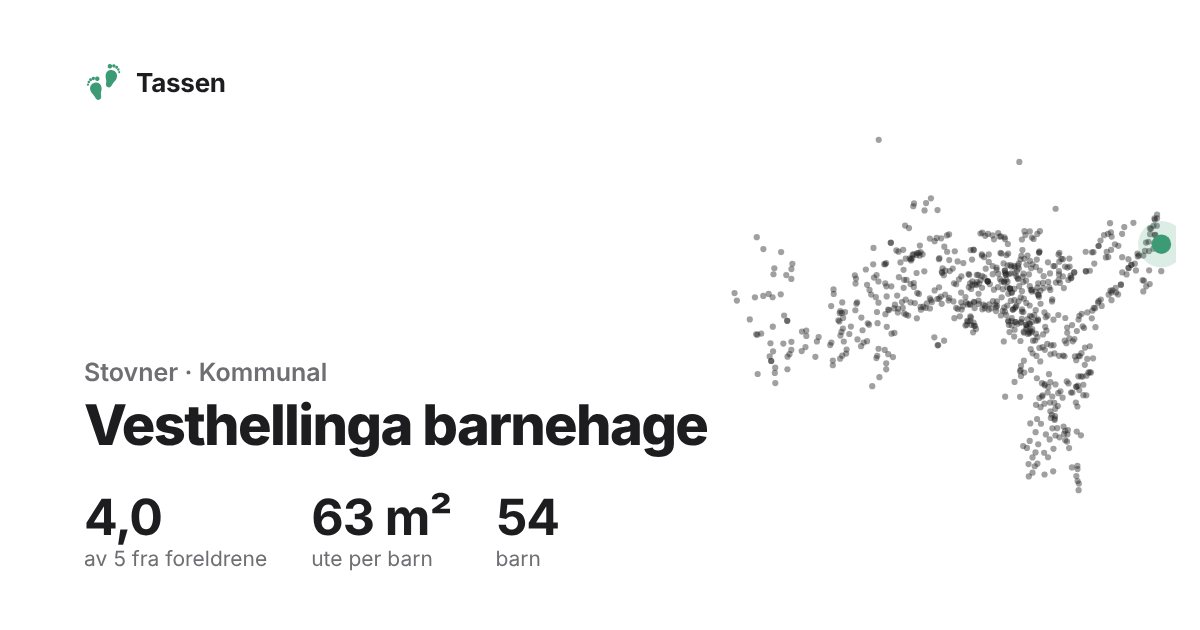 Tassen
Stovner · Kommunal
Vesthellinga barnehage
4,0 63 m² 54
av 5 fra foreldrene ute per barn barn